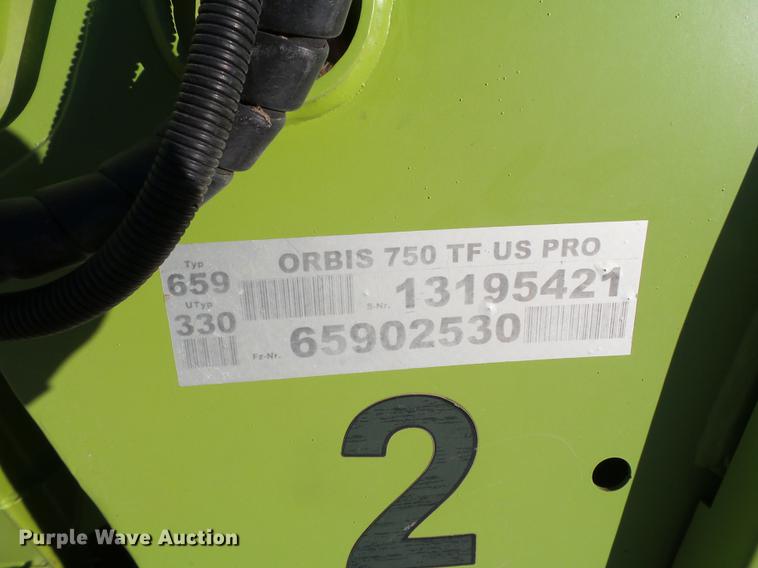 ORBIS 750 TF US PRO
Typ
659
S-Nr. 13195421
UTyp
330
Fz-Nr. 65902530
2
Purple Wave Auction